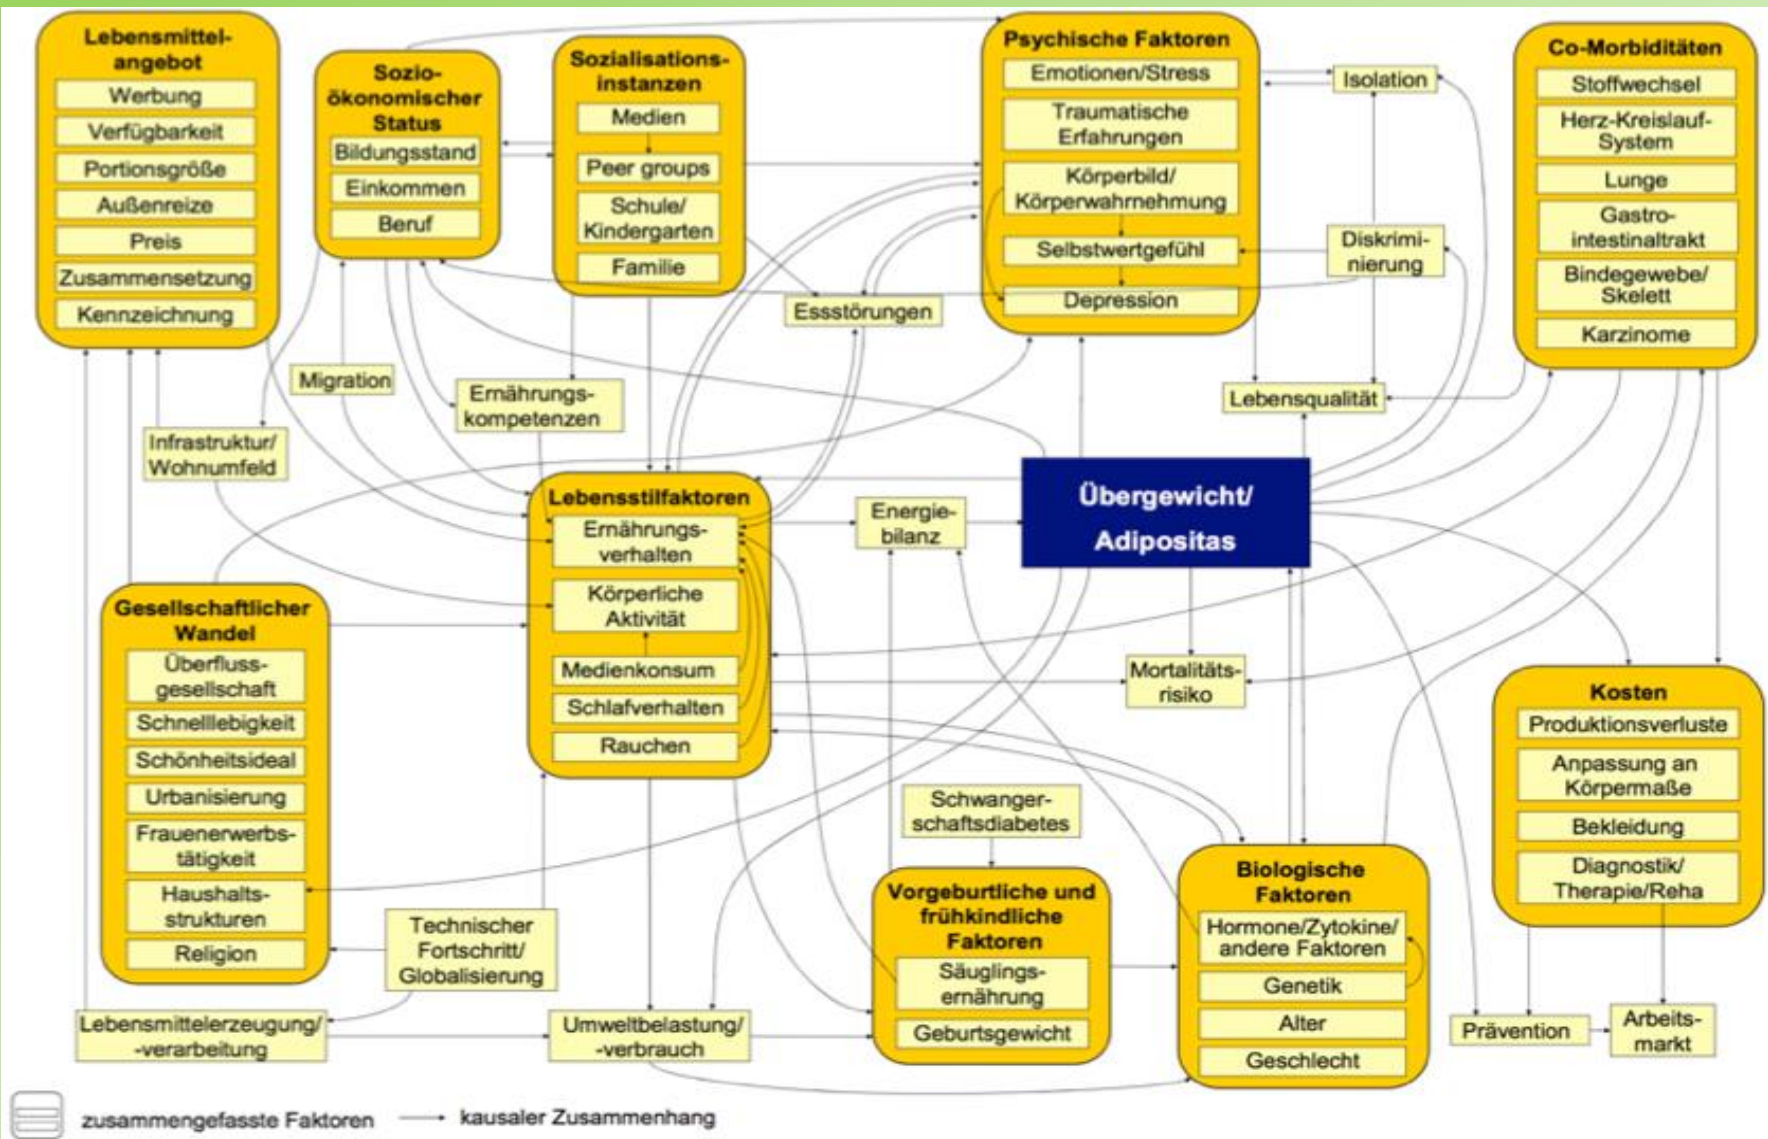 Lebensmittel-
angebot
Werbung
Verfügbarkeit
Portionsgröße
Außenreize
Preis
Zusammensetzung
Kennzeichnung
Sozio-
ökonomischer
Status
Bildungsstand
Einkommen
Beruf
Sozialisations-
instanzen
Medien
Peer groups
Schule/
Kindergarten
Familie
Psychische Faktoren
Emotionen/Stress
Traumatische
Erfahrungen
Körperbild/
Körperwahrnehmung
Selbstwertgefühl
Depression
Isolation
Diskrimi-
nierung
Co-Morbiditäten
Stoffwechsel
Herz-Kreislauf-
System
Lunge
Gastro-
intestinaltrakt
Bindegewebe/
Skelett
Karzinome
Essstörungen
Migration
Ernährungs-
kompetenzen
Lebensqualität
Infrastruktur/
Wohnumfeld
Lebensstilfaktoren
Ernährungs-
verhalten
Körperliche
Aktivität
Medienkonsum
Schlafverhalten
Rauchen
Energie-
bilanz
Übergewicht/
Adipositas
Gesellschaftlicher
Wandel
Überfluss-
gesellschaft
Schnelllebigkeit
Schönheitsideal
Urbanisierung
Frauenerwerbs-
tätigkeit
Haushalts-
strukturen
Religion
Mortalitäts-
risiko
Kosten
Produktionsverluste
Anpassung an
Körpermaße
Bekleidung
Diagnostik/
Therapie/Reha
Schwanger-
schaftsdiabetes
Vorgeburtliche und
frühkindliche
Faktoren
Säuglings-
ernährung
Geburtsgewicht
Biologische
Faktoren
Hormone/Zytokine/
andere Faktoren
Genetik
Alter
Geschlecht
Technischer
Fortschritt/
Globalisierung
Lebensmittelerzeugung/
-verarbeitung
Umweltbelastung/
-verbrauch
Prävention
Arbeits-
markt
zusammengefasste Faktoren
kausaler Zusammenhang